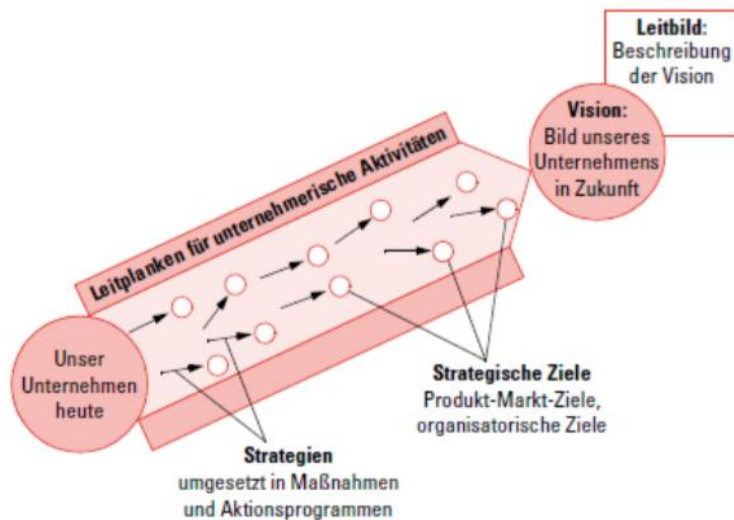 Leitbild:
Beschreibung
der Vision
Vision:
Bild unseres
Unternehmens
in Zukunft
Leitplanken für unternehmerische Aktivitäten
Unser
Unternehmen
heute
Strategische Ziele
Produkt-Markt-Ziele,
organisatorische Ziele
Strategien
umgesetzt in Maßnahmen
und Aktionsprogrammen